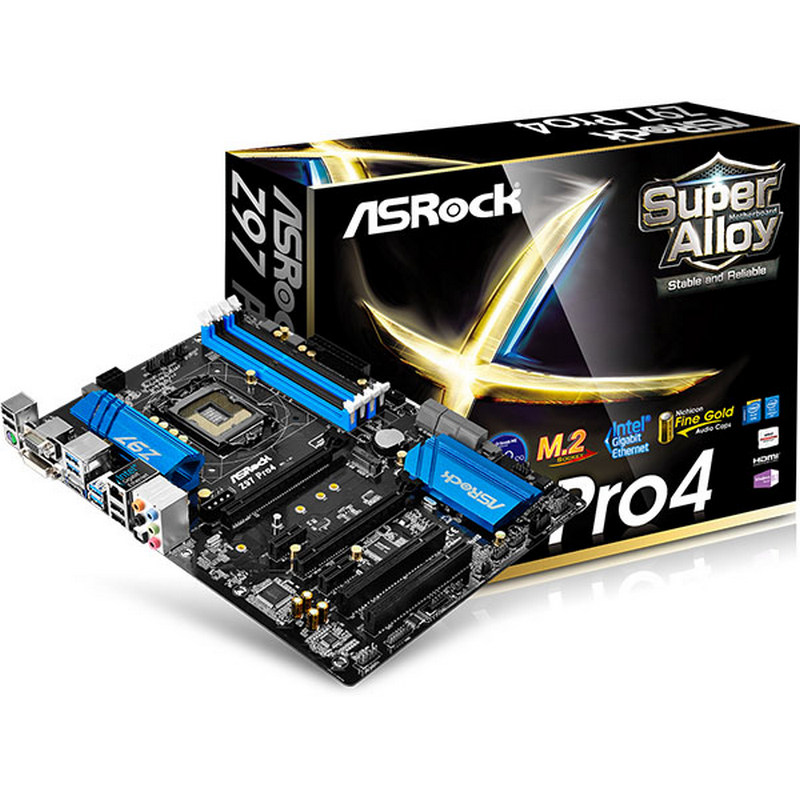 ASRock
Z97 Pro4
ASRock
Z97
ASRock
Super
Motherboard
Alloy
Stable and Reliable
M.2
SOCKET
Intel®
Gigabit
Ethernet
Nichicon
Fine Gold
Audio Caps
HDMI
Pro4
Z97
ASRock
Z97 Pro4
ASRock